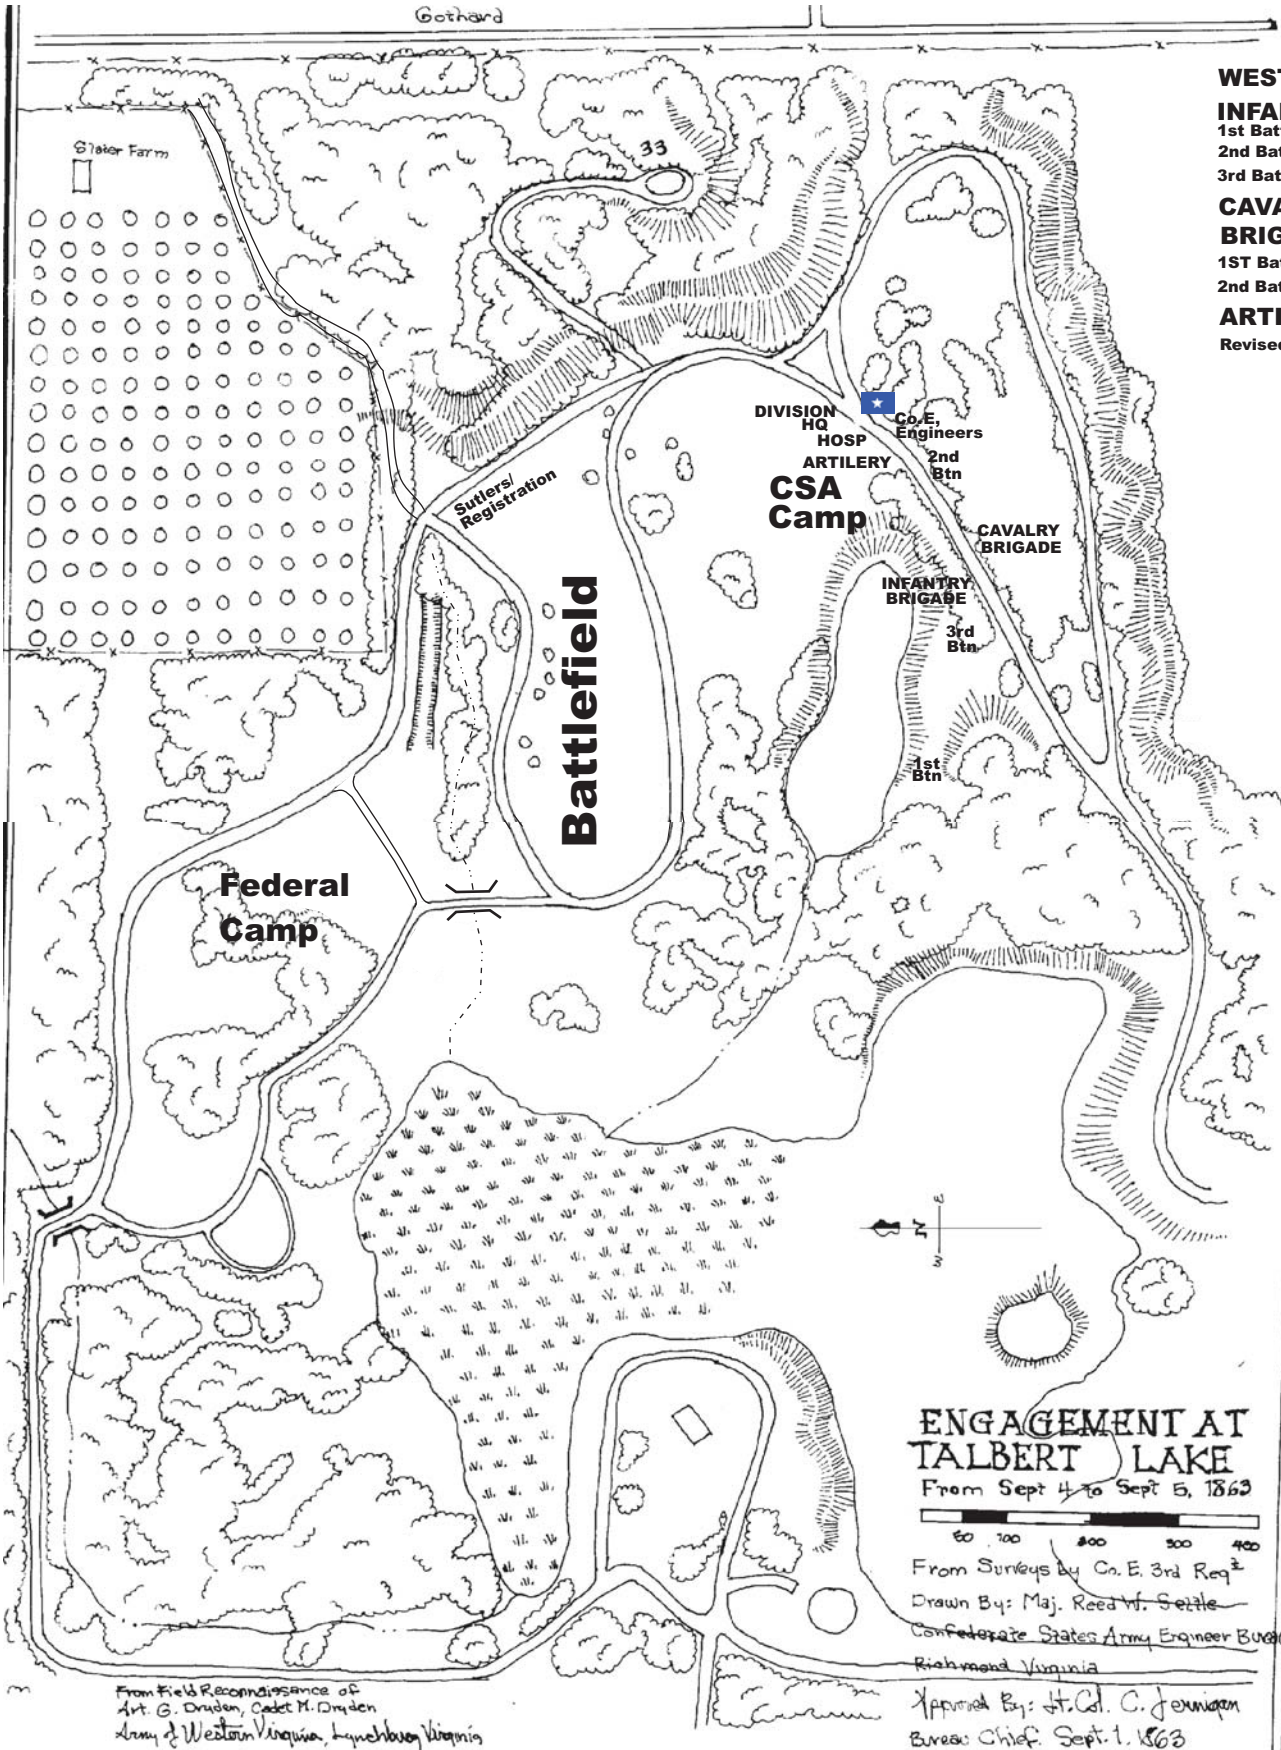 Gothard
WEST
INFA
1st Bat
2nd Bat
3rd Bat
CAVA
BRIG
1ST Bat
2nd Bat
ARTI
Revised
Slater Farm
33
DIVISION
HQ
HOSP
ARTILERY
Co.E,
Engineers
2nd
Btn
CSA
Camp
Sutlers/
Registration
CAVALRY
BRIGADE
INFANTRY
BRIGADE
3rd
Btn
Battlefield
1st
Btn
Federal
Camp
E
N
W
ENGAGEMENT AT
TALBERT LAKE
From Sept 4 to Sept 5, 1863
50 100 200 300 400
From Surveys by Co. E. 3rd Regt
Drawn By: Maj. Reed W. Settle
Confederate States Army Engineer Bureau
Richmond Virginia
Approved By: Lt. Col. C. Jernigan
Bureau Chief. Sept. 1. 1863
From Field Reconnaissance of
Art. G. Dryden, Cadet M. Dryden
Army of Western Virginia, Lynchburg Virginia